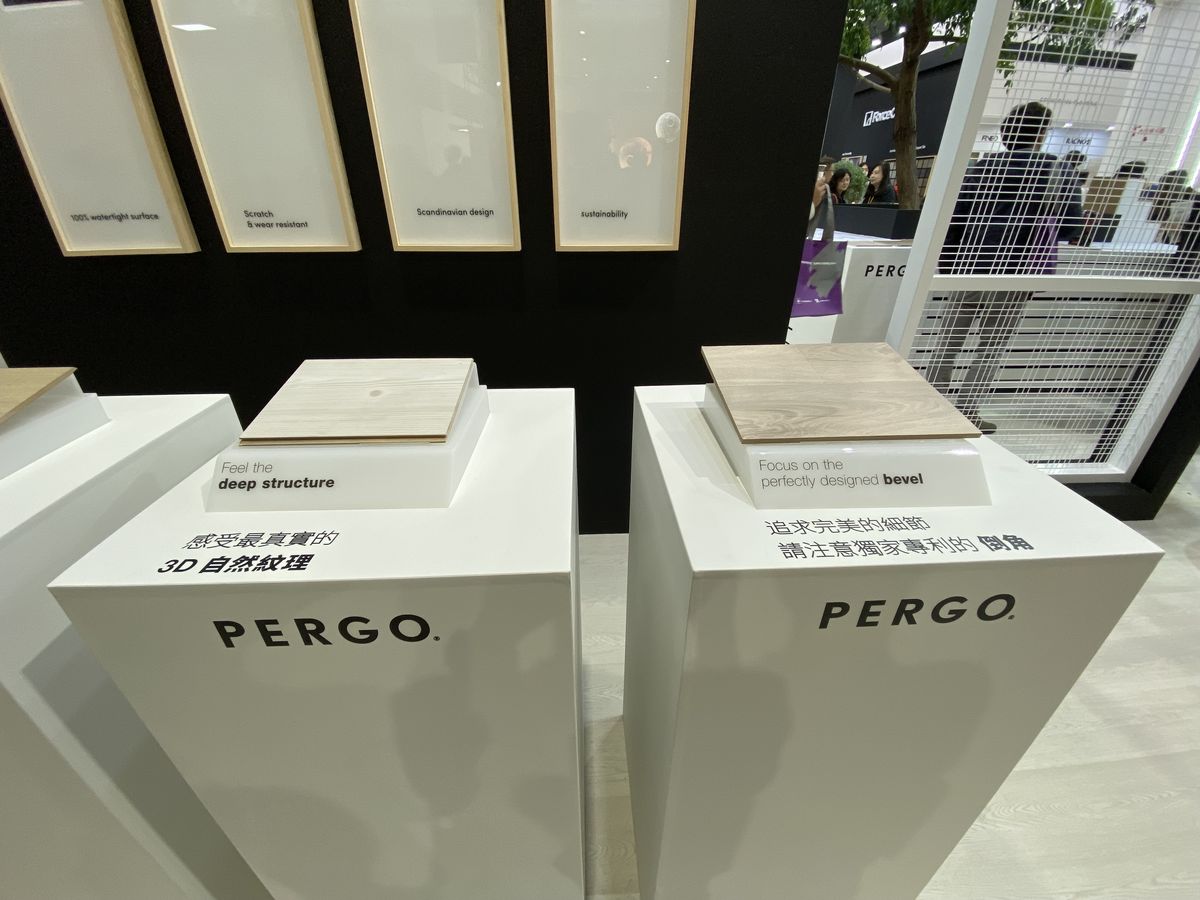 100% watertight surface
Scratch
& wear resistant
Scandinavian design
sustainability
PERG
Feel the
deep structure
感受最真實的
3D 自然紋理
PERGO®
Focus on the
perfectly designed bevel
追求完美的細節
請注意獨家專利的 倒角
PERGO®